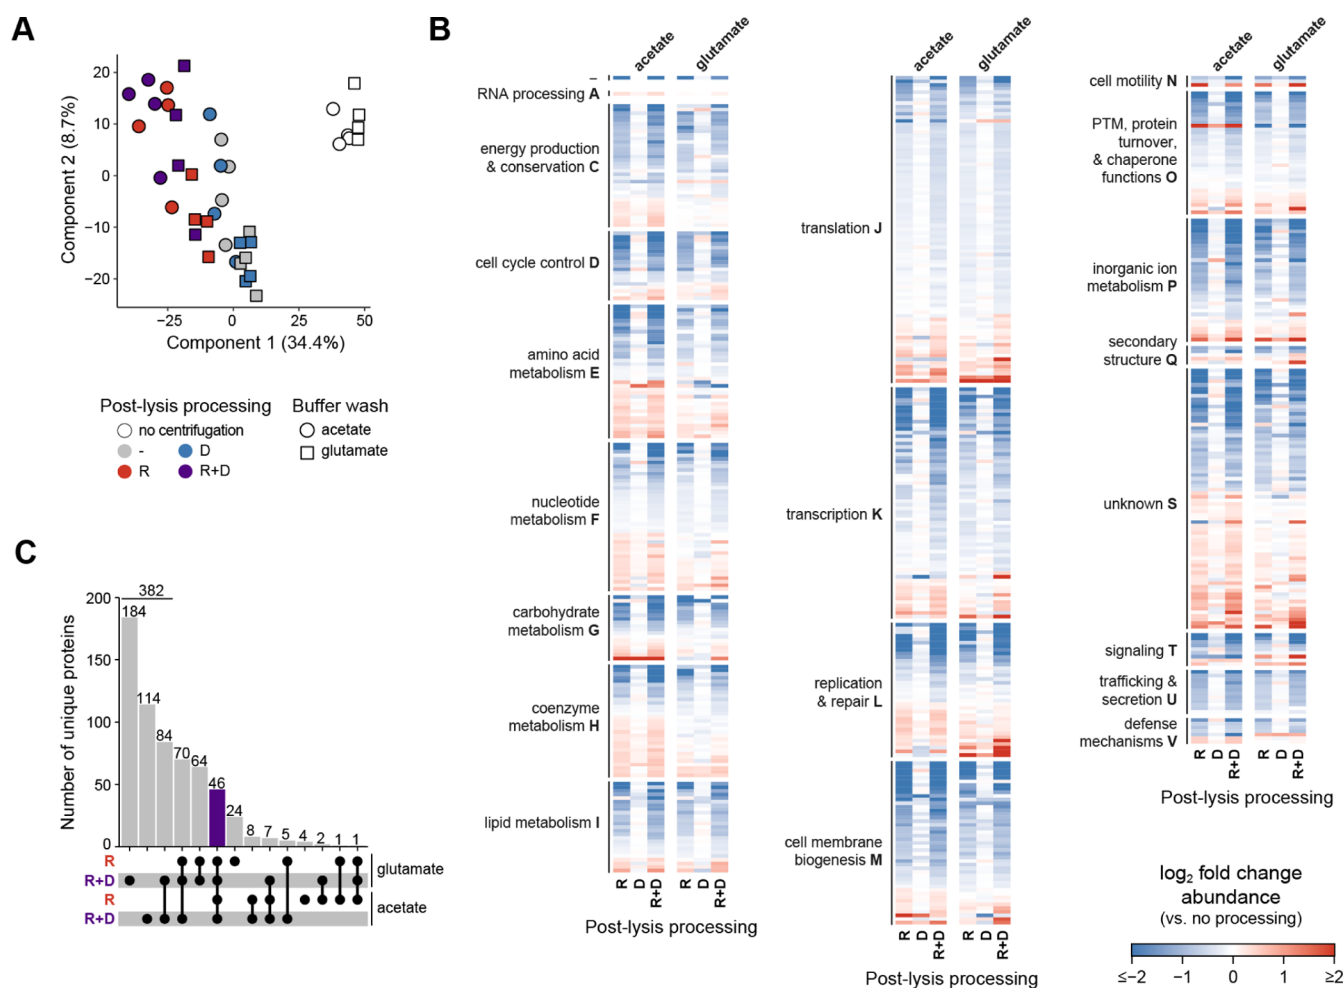 A
Component 2 (8.7%)
20
10
0
−10
−20
−25
0
25
50
Component 1 (34.4%)
Post-lysis processing
no centrifugation
-
D
R
R+D
Buffer wash
acetate
glutamate
B
acetate
glutamate
–
RNA processing A
energy production
& conservation C
cell cycle control D
amino acid
metabolism E
nucleotide
metabolism F
carbohydrate
metabolism G
coenzyme
metabolism H
lipid metabolism I
R
D
R+D
R
D
R+D
Post-lysis processing
acetate
glutamate
translation J
transcription K
replication
& repair L
cell membrane
biogenesis M
R
D
R+D
R
D
R+D
Post-lysis processing
acetate
glutamate
cell motility N
PTM, protein
turnover,
& chaperone
functions O
inorganic ion
metabolism P
secondary
structure Q
unknown S
signaling T
trafficking &
secretion U
defense
mechanisms V
R
D
R+D
R
D
R+D
Post-lysis processing
log₂ fold change
abundance
(vs. no processing)
≤−2
−1
0
1
≥2
C
Number of unique proteins
200
150
100
50
0
382
184
114
84
70
64
46
24
8
7
5
4
2
1
1
R
R+D
glutamate
R
R+D
acetate